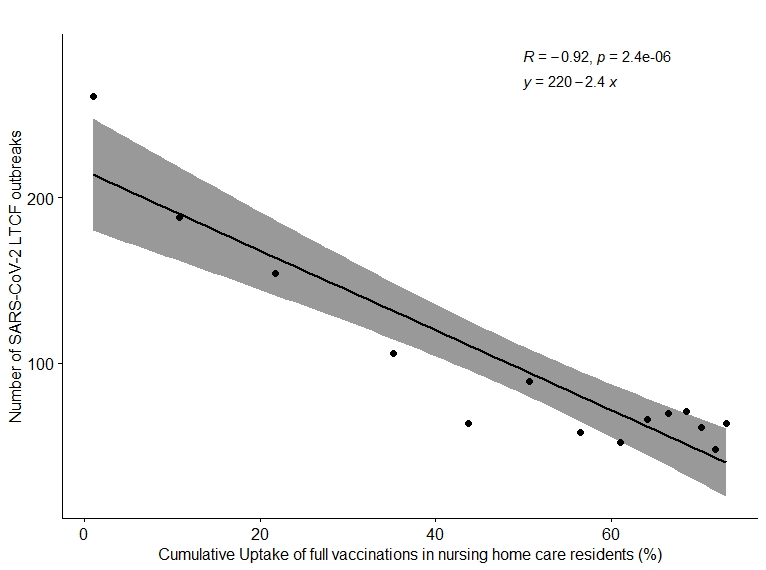 R = −0.92, p = 2.4e-06
y = 220 − 2.4 x
Number of SARS-CoV-2 LTCF outbreaks
200
100
0 20 40 60
Cumulative Uptake of full vaccinations in nursing home care residents (%)